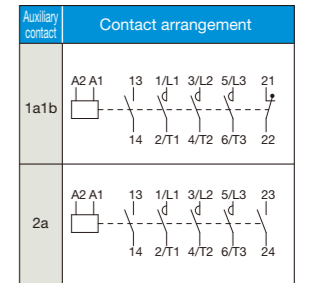 Auxiliary contact
Contact arrangement
1a1b
A2 A1 13 1/L1 3/L2 5/L3 21
14 2/T1 4/T2 6/T3 22
2a
A2 A1 13 1/L1 3/L2 5/L3 23
14 2/T1 4/T2 6/T3 24